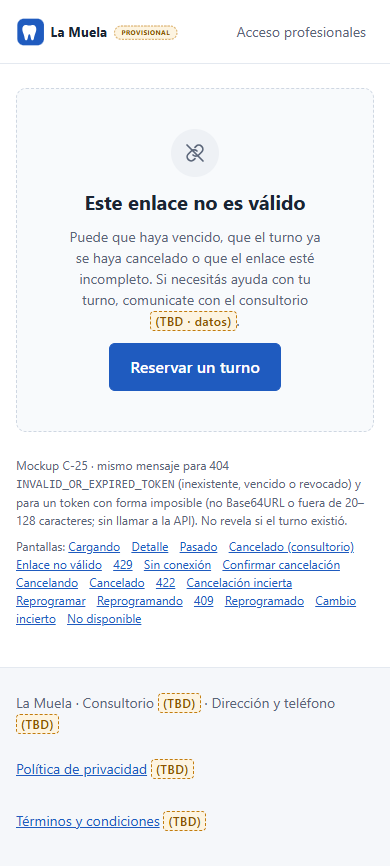 La Muela PROVISIONAL Acceso profesionales
Este enlace no es válido
Puede que haya vencido, que el turno ya
se haya cancelado o que el enlace esté
incompleto. Si necesitás ayuda con tu
turno, comunicate con el consultorio
(TBD · datos).
Reservar un turno
Mockup C-25 · mismo mensaje para 404
INVALID_OR_EXPIRED_TOKEN (inexistente, vencido o revocado) y
para un token con forma imposible (no Base64URL o fuera de 20–
128 caracteres; sin llamar a la API). No revela si el turno existió.
Pantallas: Cargando Detalle Pasado Cancelado (consultorio)
Enlace no válido 429 Sin conexión Confirmar cancelación
Cancelando Cancelado 422 Cancelación incierta
Reprogramar Reprogramando 409 Reprogramado Cambio
incierto No disponible
La Muela · Consultorio (TBD) · Dirección y teléfono
(TBD)
Política de privacidad (TBD)
Términos y condiciones (TBD)